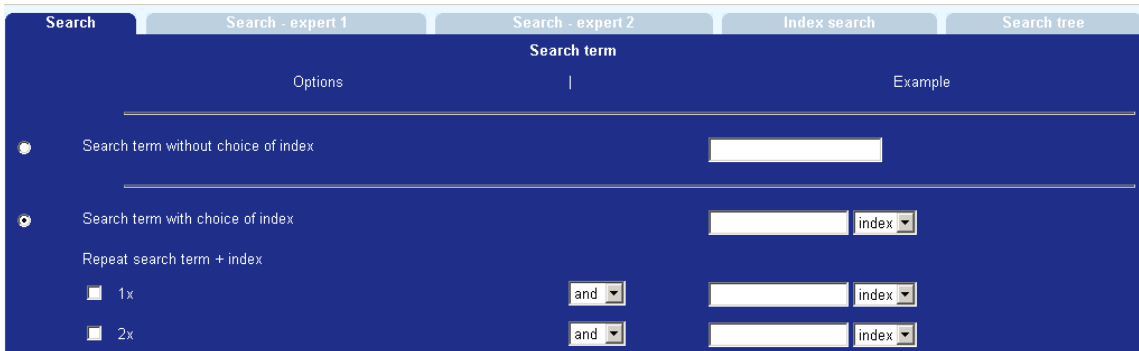 Search Search - expert 1 Search - expert 2 Index search Search tree
Search term
Options | Example
Search term without choice of index
Search term with choice of index index
Repeat search term + index
1x and index
2x and index